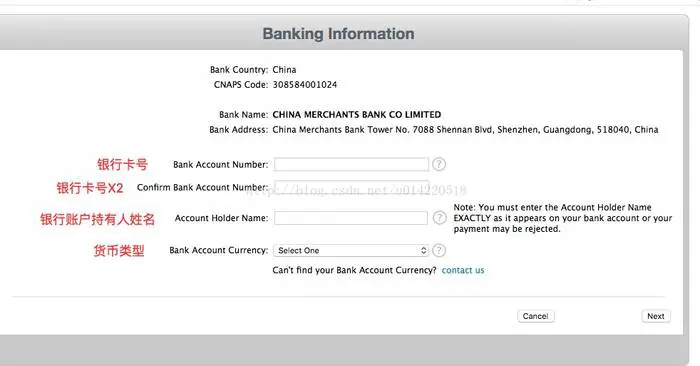 Banking Information
Bank Country: China
CNAPS Code: 308584001024
Bank Name: CHINA MERCHANTS BANK CO LIMITED
Bank Address: China Merchants Bank Tower No. 7088 Shennan Blvd, Shenzhen, Guangdong, 518040, China
银行卡号 Bank Account Number: ?
银行卡号X2 Confirm Bank Account Number:
http://blog.csdn.net/u014220518
银行账户持有人姓名 Account Holder Name: ?
Note: You must enter the Account Holder Name
EXACTLY as it appears on your bank account or your
payment may be rejected.
货币类型 Bank Account Currency: Select One ?
Can't find your Bank Account Currency? contact us
Cancel Next